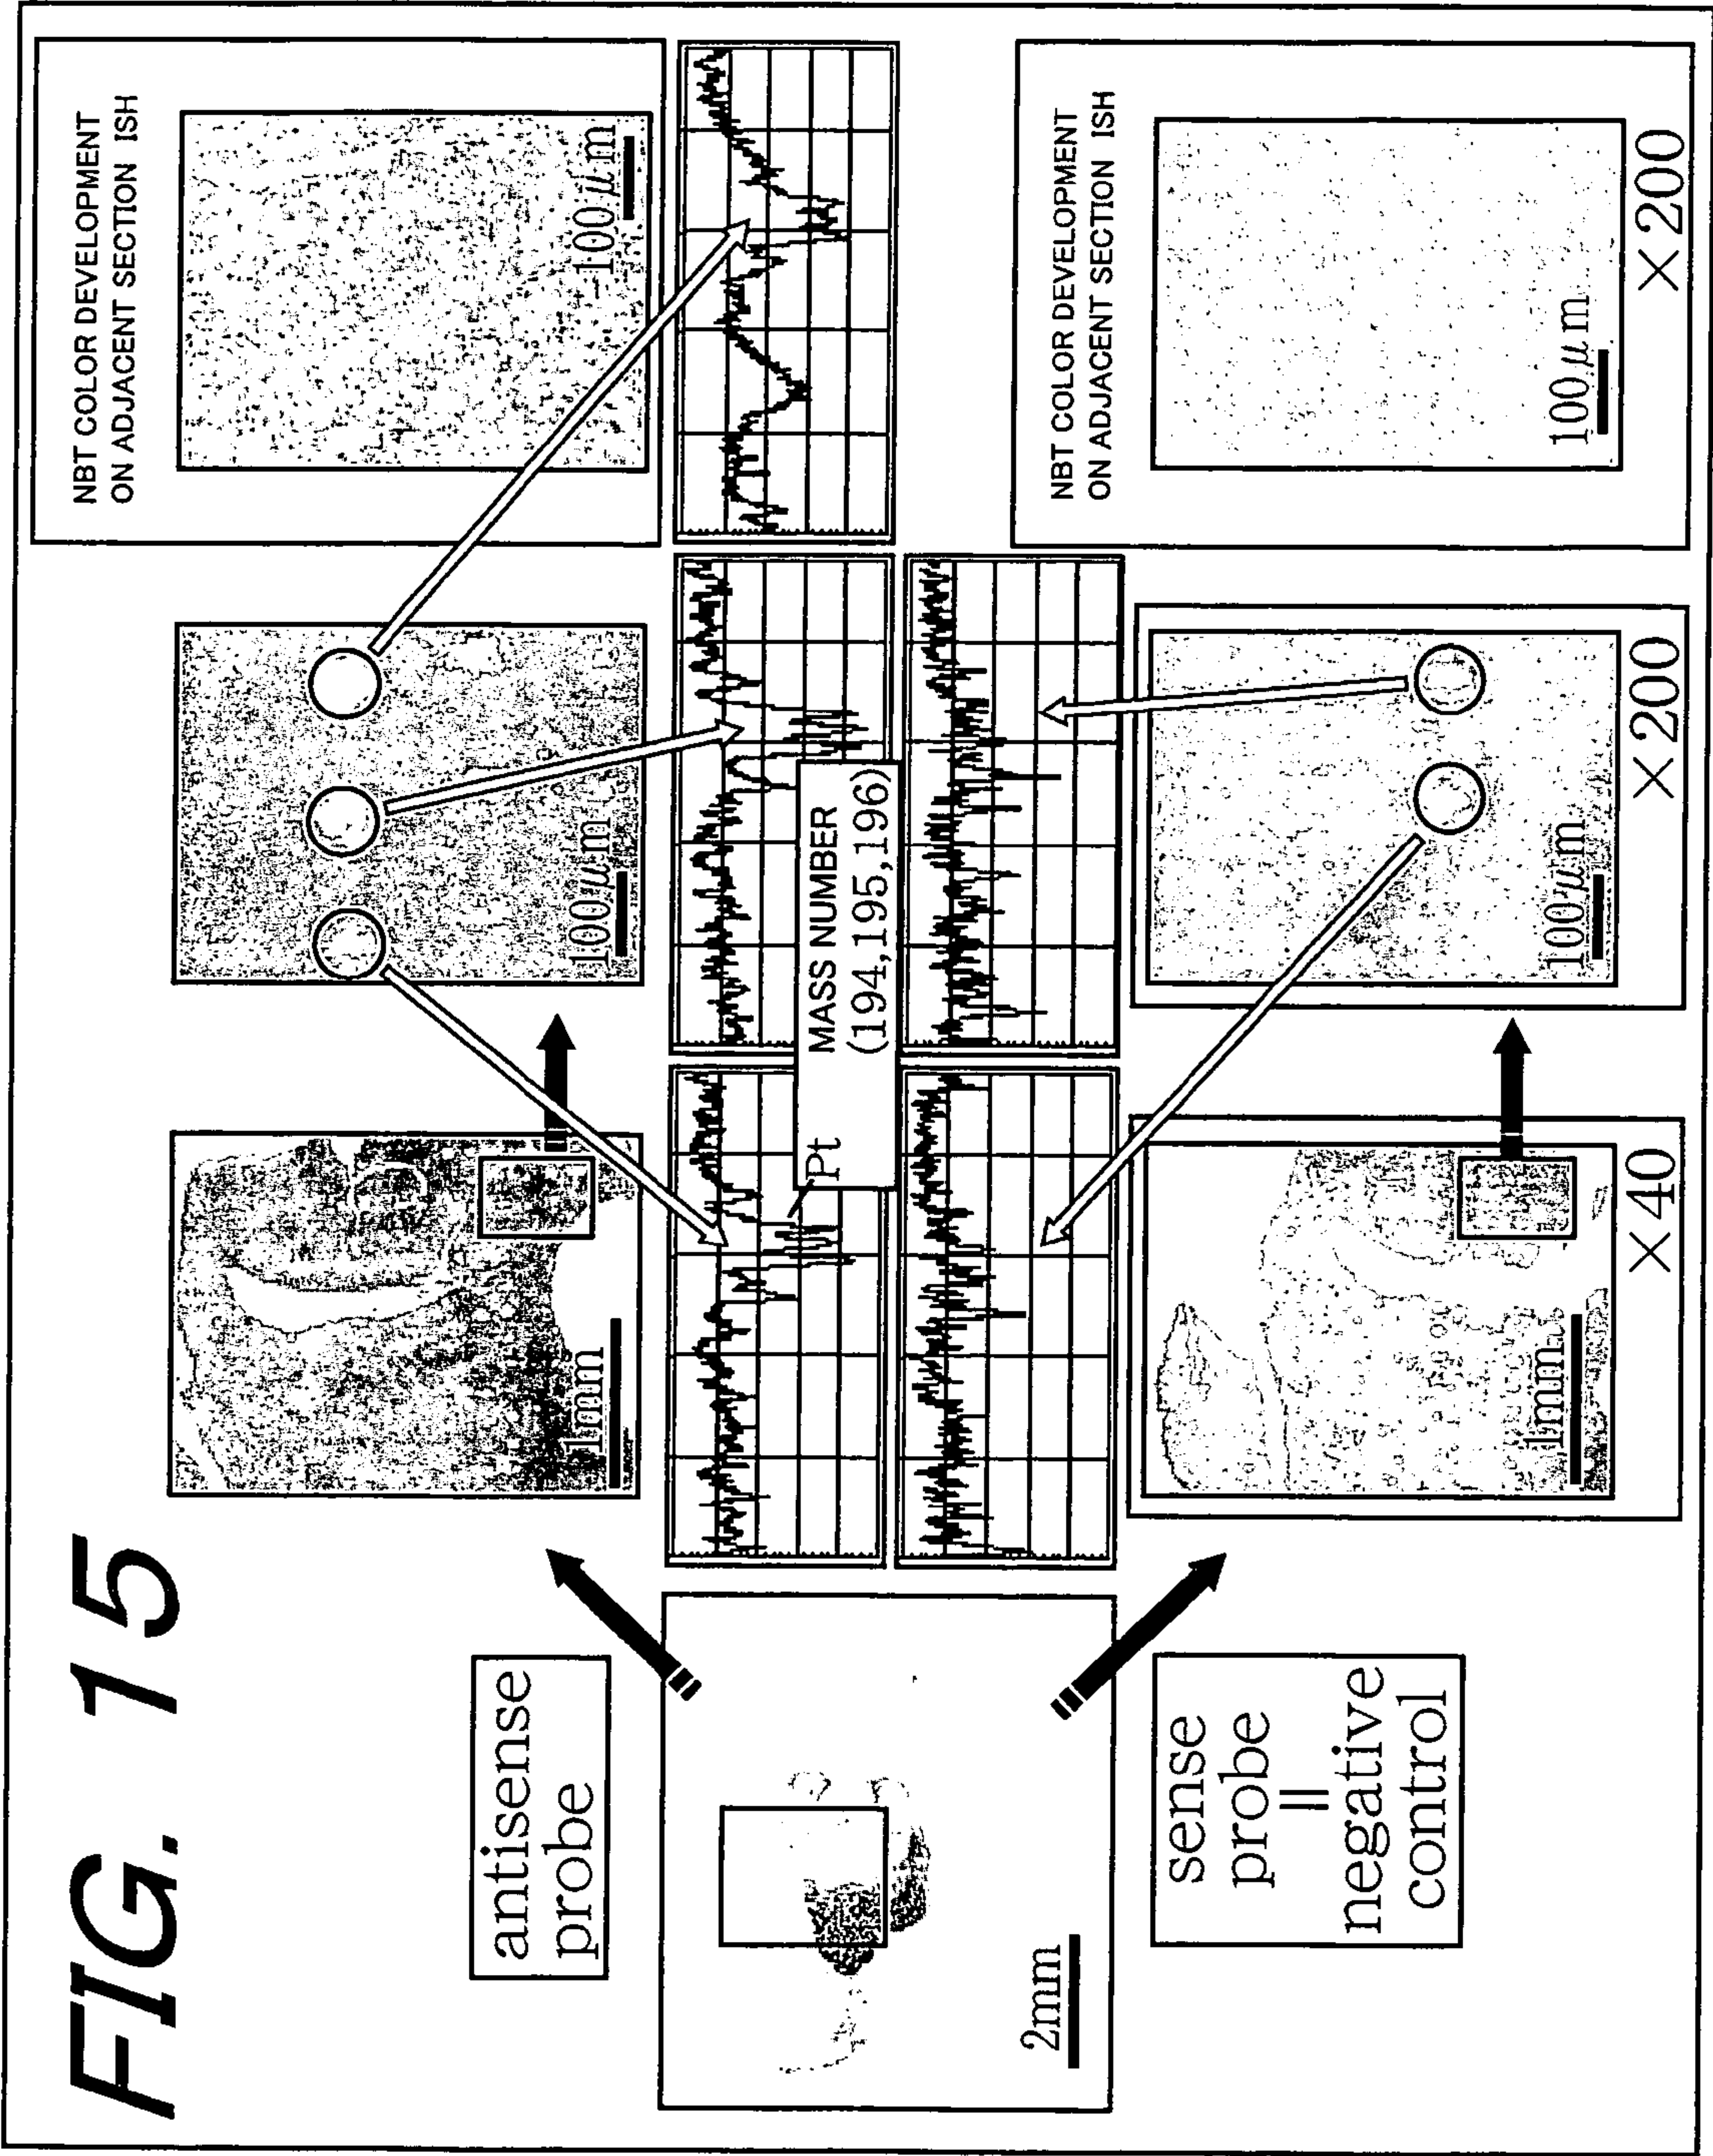 FIG. 15
antisense
probe
2mm
sense
probe
=
negative
control
1mm
100μm
NBT COLOR DEVELOPMENT
ON ADJACENT SECTION ISH
100μm
Pt
MASS NUMBER
(194,195,196)
1mm
×40
100μm
×200
NBT COLOR DEVELOPMENT
ON ADJACENT SECTION ISH
100μm
×200